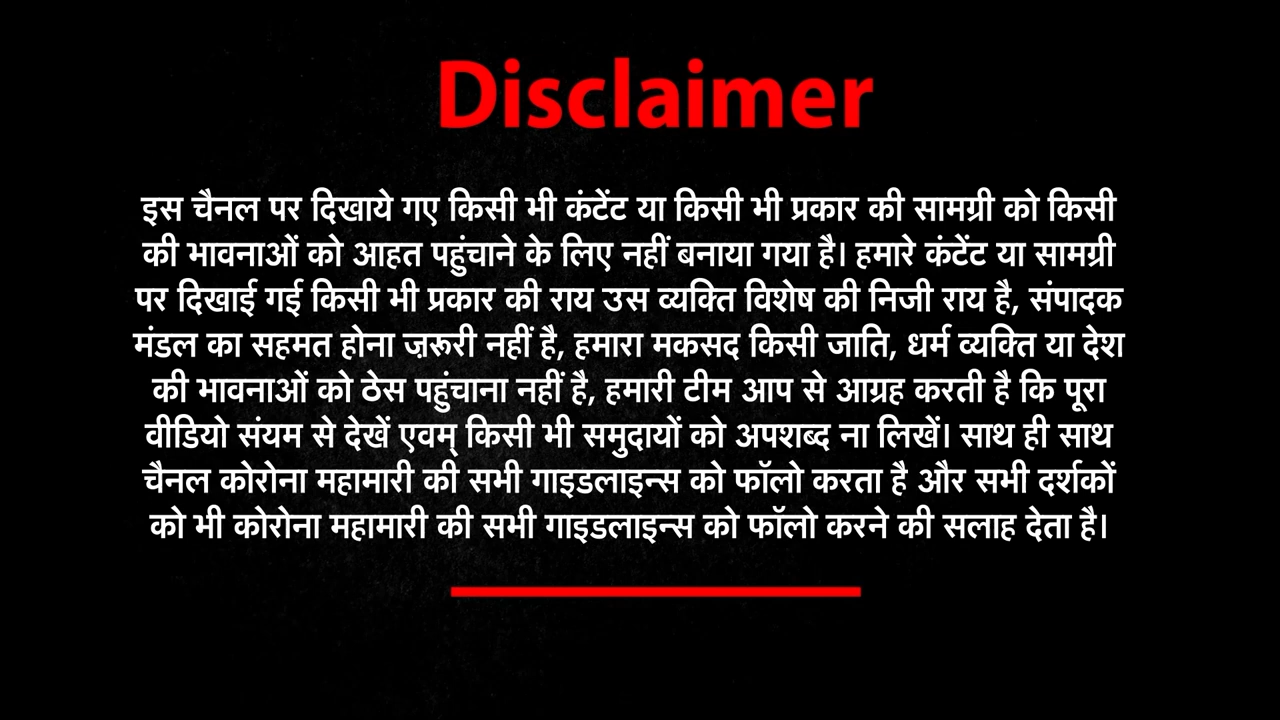 Disclaimer
इस चैनल पर दिखाये गए किसी भी कंटेंट या किसी भी प्रकार की सामग्री को किसी
की भावनाओं को आहत पहुंचाने के लिए नहीं बनाया गया है। हमारे कंटेंट या सामग्री
पर दिखाई गई किसी भी प्रकार की राय उस व्यक्ति विशेष की निजी राय है, संपादक
मंडल का सहमत होना ज़रूरी नहीं है, हमारा मकसद किसी जाति, धर्म व्यक्ति या देश
की भावनाओं को ठेस पहुंचाना नहीं है, हमारी टीम आप से आग्रह करती है कि पूरा
वीडियो संयम से देखें एवम् किसी भी समुदायों को अपशब्द ना लिखें। साथ ही साथ
चैनल कोरोना महामारी की सभी गाइडलाइन्स को फॉलो करता है और सभी दर्शकों
को भी कोरोना महामारी की सभी गाइडलाइन्स को फॉलो करने की सलाह देता है।